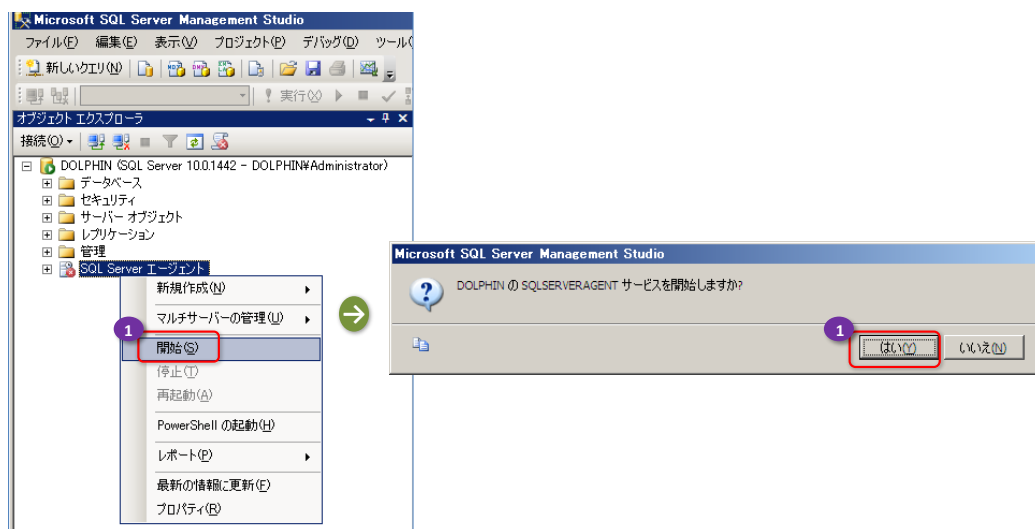 Microsoft SQL Server Management Studio
ファイル(F) 編集(E) 表示(V) プロジェクト(P) デバッグ(D) ツール(
新しいクエリ(N)
実行(X)
オブジェクト エクスプローラ
接続(O)
DOLPHIN (SQL Server 10.0.1442 - DOLPHIN¥Administrator)
データベース
セキュリティ
サーバー オブジェクト
レプリケーション
管理
SQL Server エージェント
新規作成(N)
マルチサーバーの管理(U)
1
開始(S)
停止(T)
再起動(A)
PowerShell の起動(H)
レポート(P)
最新の情報に更新(F)
プロパティ(R)
Microsoft SQL Server Management Studio
DOLPHIN の SQLSERVERAGENT サービスを開始しますか?
1
はい(Y) いいえ(N)